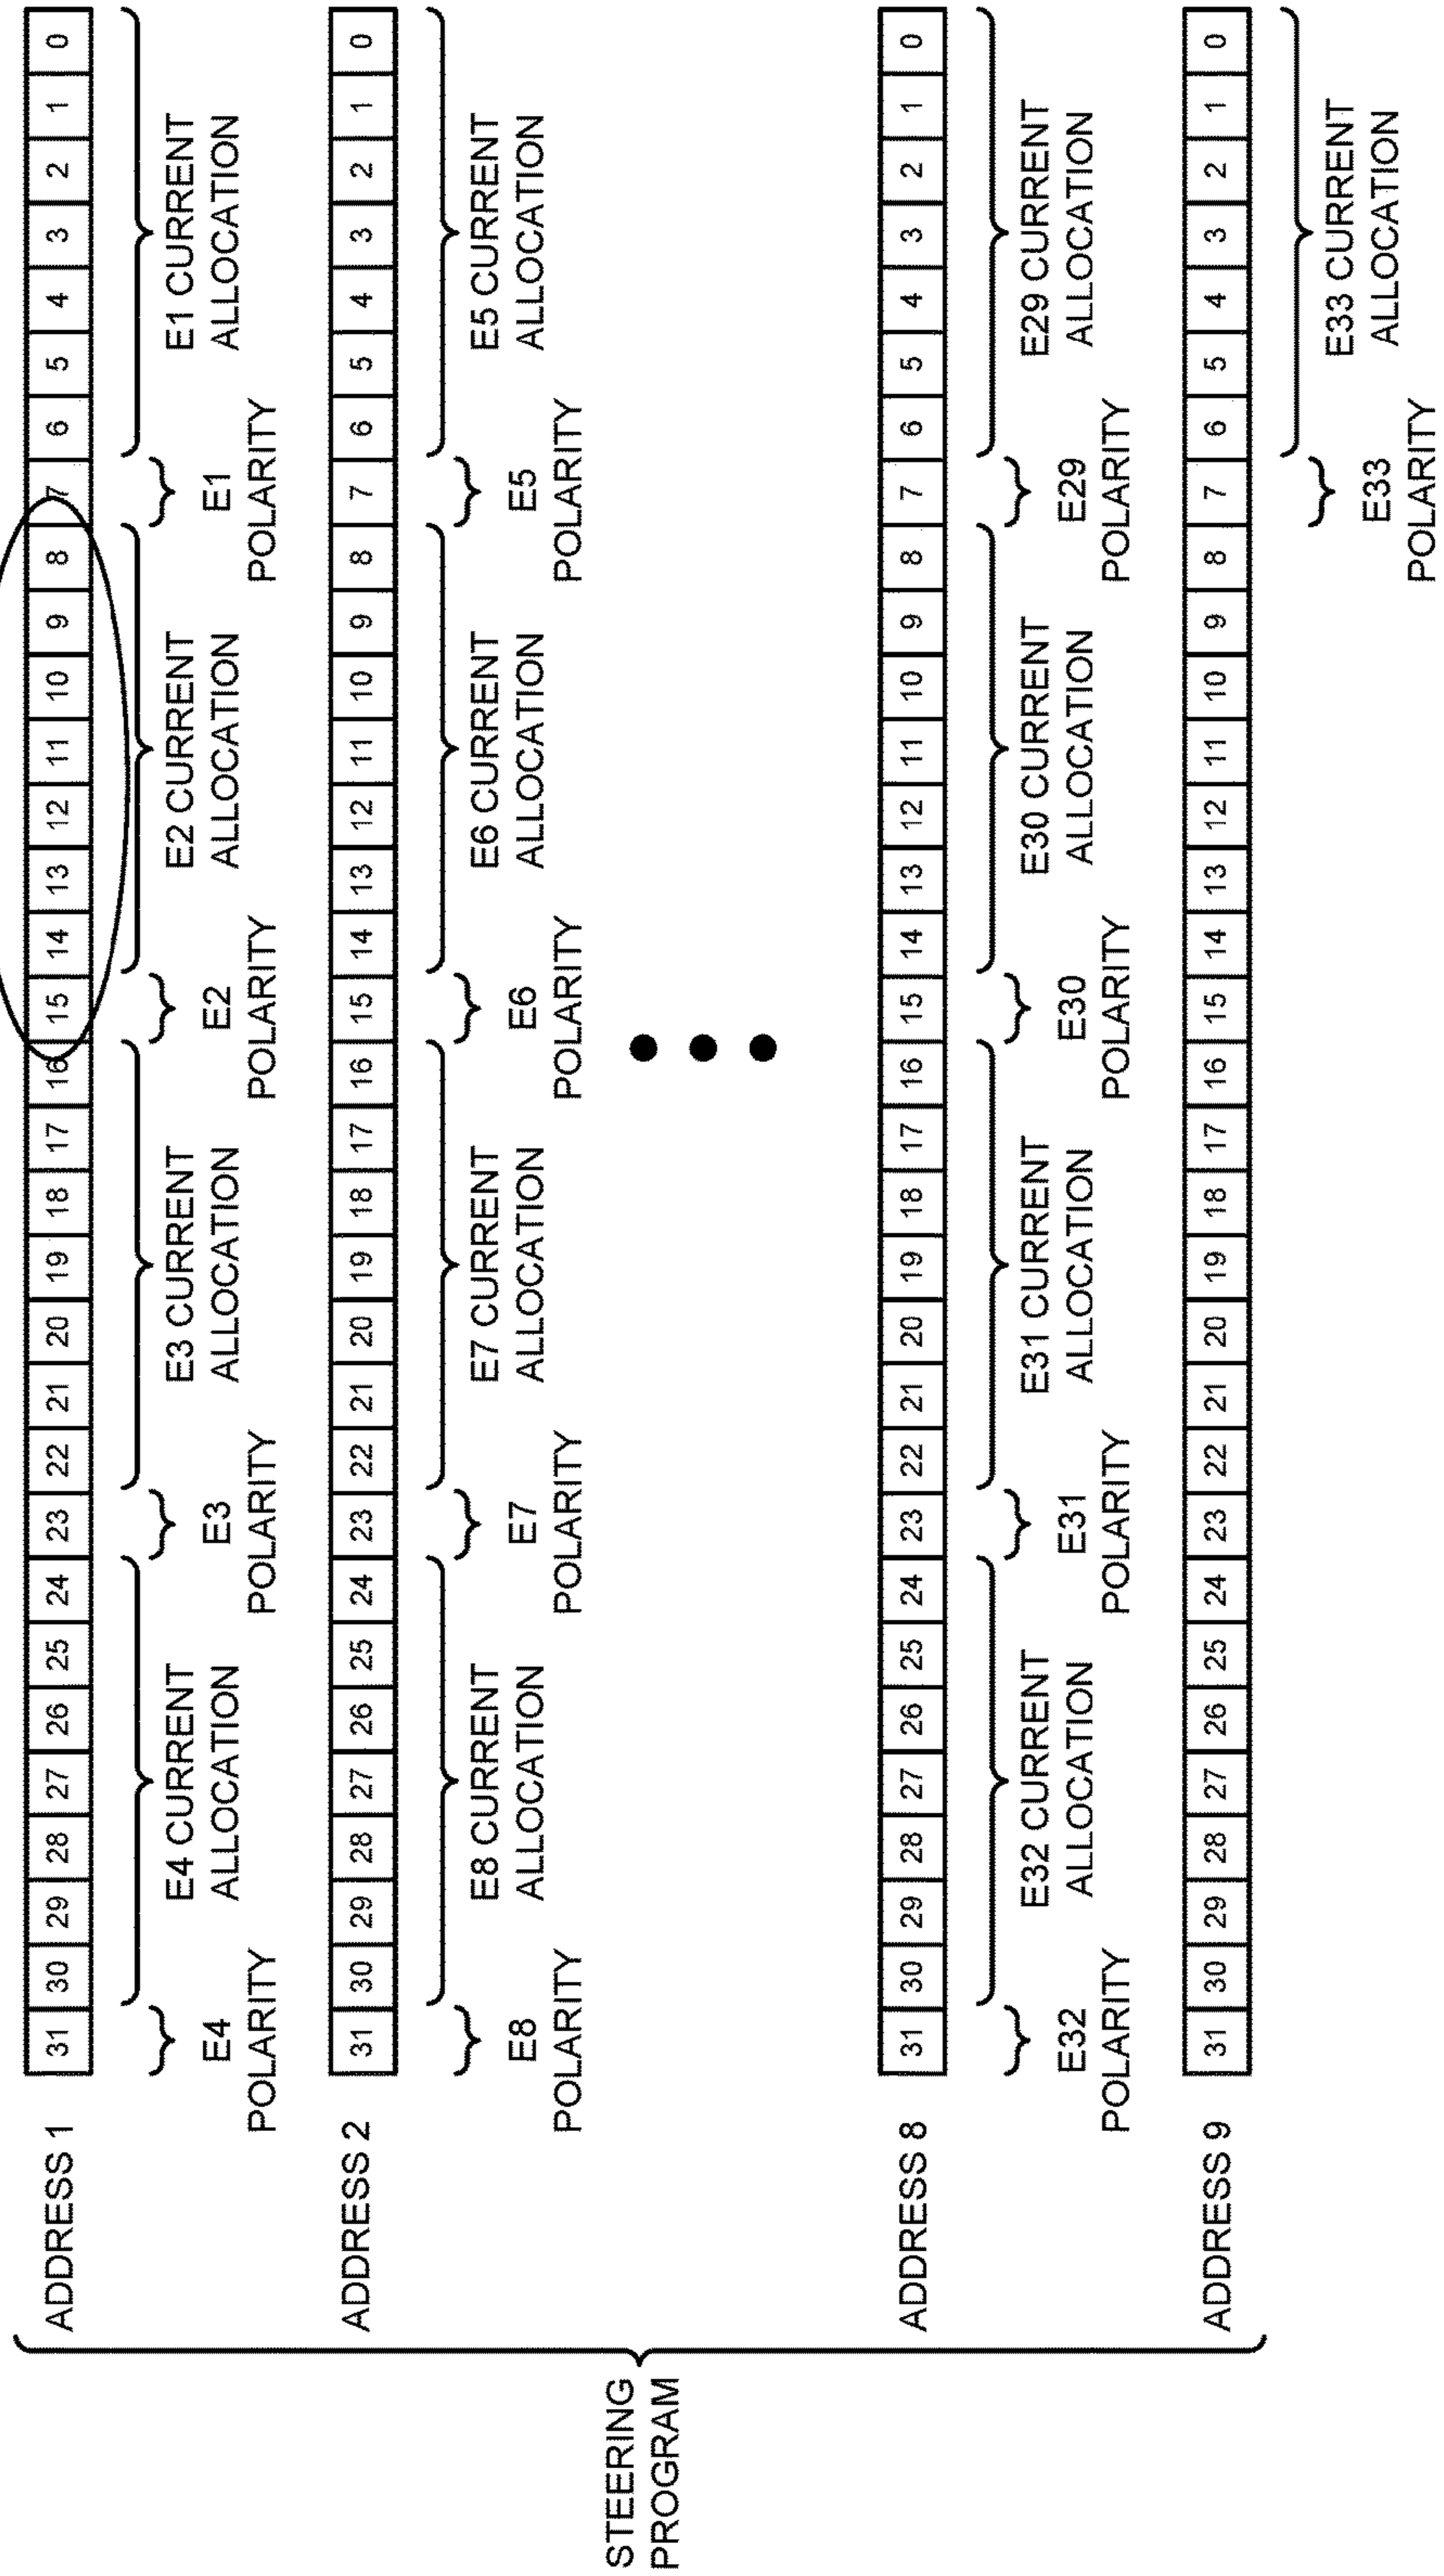 STEERING
PROGRAM
ADDRESS 1
31 30 29 28 27 26 25 24 23 22 21 20 19 18 17 16 15 14 13 12 11 10 9 8 7 6 5 4 3 2 1 0
E4
POLARITY
E4 CURRENT
ALLOCATION
E3
POLARITY
E3 CURRENT
ALLOCATION
E2
POLARITY
E2 CURRENT
ALLOCATION
E1
POLARITY
E1 CURRENT
ALLOCATION
ADDRESS 2
31 30 29 28 27 26 25 24 23 22 21 20 19 18 17 16 15 14 13 12 11 10 9 8 7 6 5 4 3 2 1 0
E8
POLARITY
E8 CURRENT
ALLOCATION
E7
POLARITY
E7 CURRENT
ALLOCATION
E6
POLARITY
E6 CURRENT
ALLOCATION
E5
POLARITY
E5 CURRENT
ALLOCATION
ADDRESS 8
31 30 29 28 27 26 25 24 23 22 21 20 19 18 17 16 15 14 13 12 11 10 9 8 7 6 5 4 3 2 1 0
E32
POLARITY
E32 CURRENT
ALLOCATION
E31
POLARITY
E31 CURRENT
ALLOCATION
E30
POLARITY
E30 CURRENT
ALLOCATION
E29
POLARITY
E29 CURRENT
ALLOCATION
ADDRESS 9
31 30 29 28 27 26 25 24 23 22 21 20 19 18 17 16 15 14 13 12 11 10 9 8 7 6 5 4 3 2 1 0
E33
POLARITY
E33 CURRENT
ALLOCATION